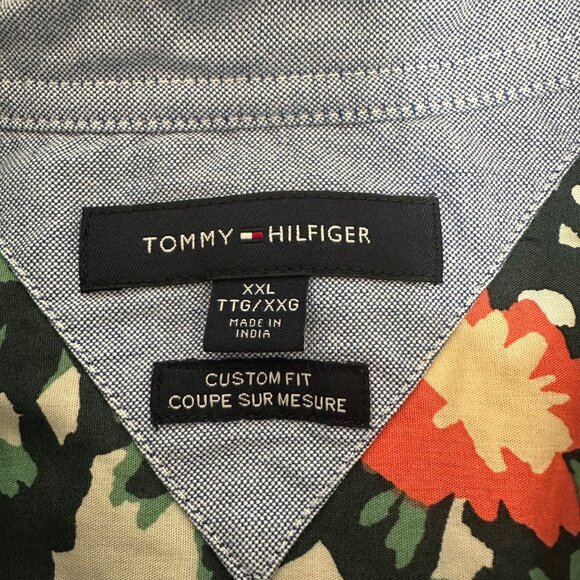 TOMMY HILFIGER
XXL
TTG/XXG
MADE IN
INDIA
CUSTOM FIT
COUPE SUR MESURE